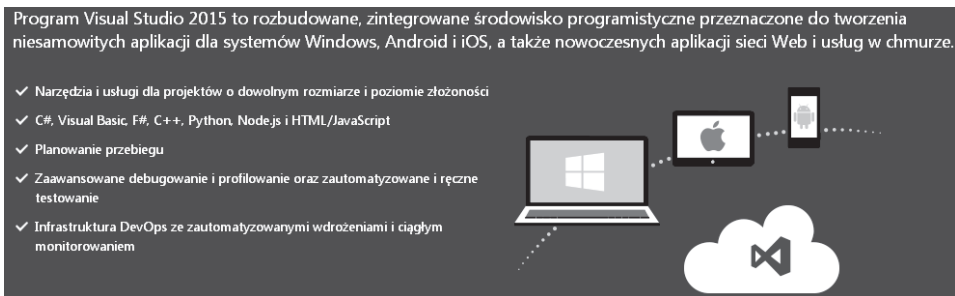 Program Visual Studio 2015 to rozbudowane, zintegrowane środowisko programistyczne przeznaczone do tworzenia
niesamowitych aplikacji dla systemów Windows, Android i iOS, a także nowoczesnych aplikacji sieci Web i usług w chmurze.
Narzędzia i usługi dla projektów o dowolnym rozmiarze i poziomie złożoności
C#, Visual Basic, F#, C++, Python, Node.js i HTML/JavaScript
Planowanie przebiegu
Zaawansowane debugowanie i profilowanie oraz zautomatyzowane i ręczne
testowanie
Infrastruktura DevOps ze zautomatyzowanymi wdrożeniami i ciągłym
monitorowaniem